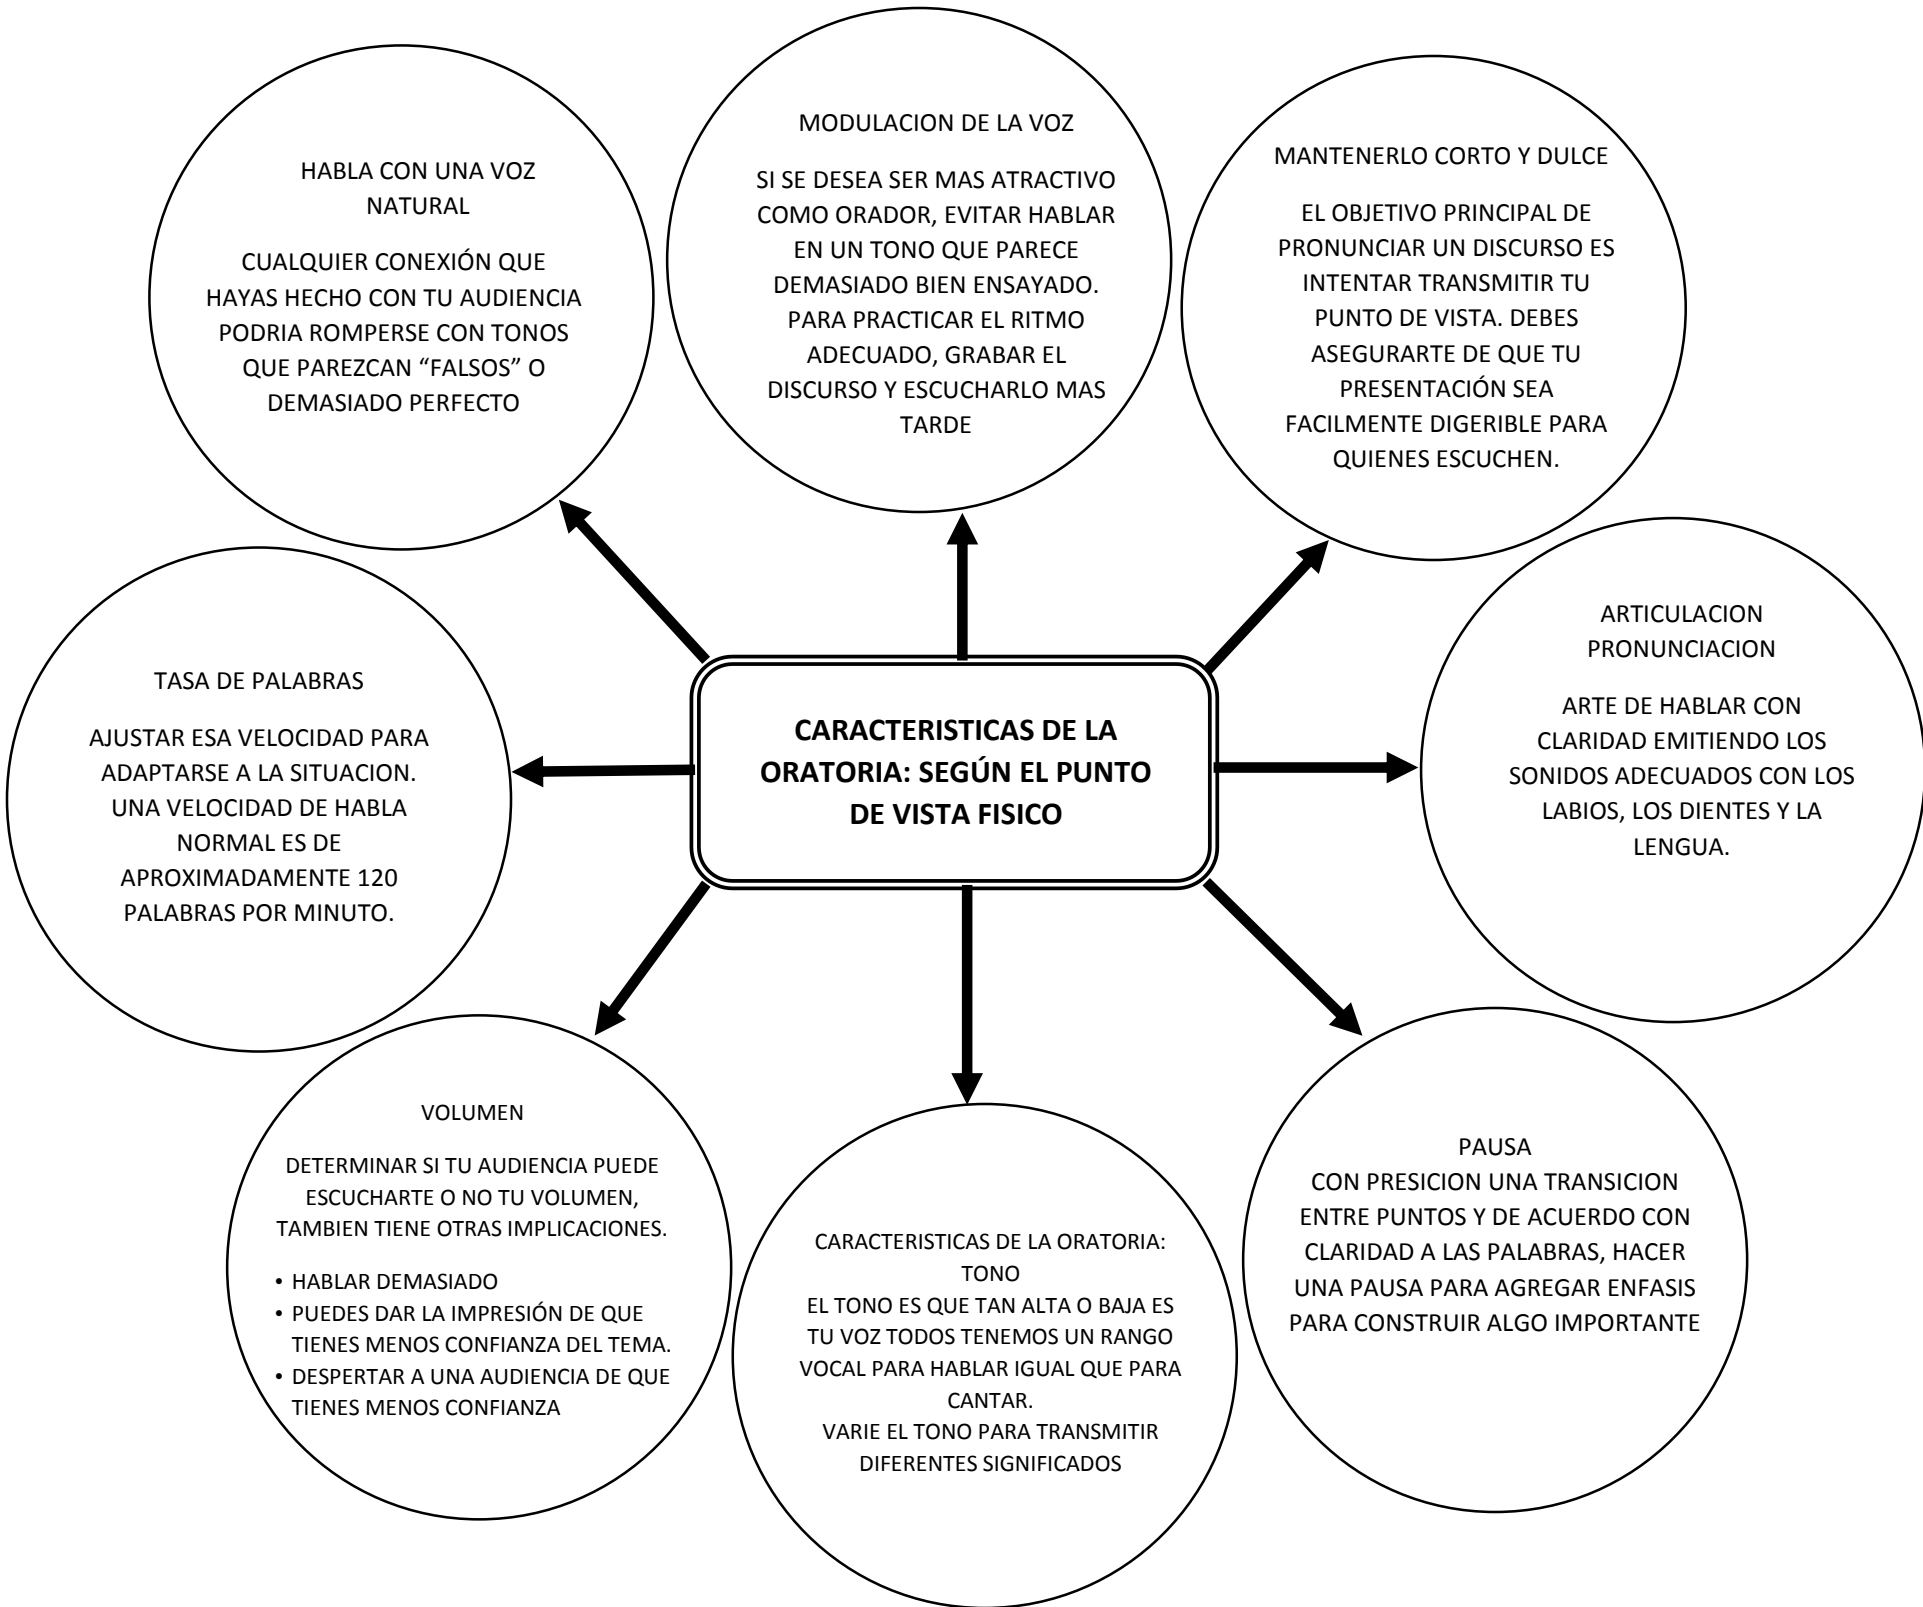 HABLA CON UNA VOZ
NATURAL
CUALQUIER CONEXIÓN QUE
HAYAS HECHO CON TU AUDIENCIA
PODRIA ROMPERSE CON TONOS
QUE PAREZCAN “FALSOS” O
DEMASIADO PERFECTO
MODULACION DE LA VOZ
SI SE DESEA SER MAS ATRACTIVO
COMO ORADOR, EVITAR HABLAR
EN UN TONO QUE PARECE
DEMASIADO BIEN ENSAYADO.
PARA PRACTICAR EL RITMO
ADECUADO, GRABAR EL
DISCURSO Y ESCUCHARLO MAS
TARDE
MANTENERLO CORTO Y DULCE
EL OBJETIVO PRINCIPAL DE
PRONUNCIAR UN DISCURSO ES
INTENTAR TRANSMITIR TU
PUNTO DE VISTA. DEBES
ASEGURARTE DE QUE TU
PRESENTACIÓN SEA
FACILMENTE DIGERIBLE PARA
QUIENES ESCUCHEN.
TASA DE PALABRAS
AJUSTAR ESA VELOCIDAD PARA
ADAPTARSE A LA SITUACION.
UNA VELOCIDAD DE HABLA
NORMAL ES DE
APROXIMADAMENTE 120
PALABRAS POR MINUTO.
CARACTERISTICAS DE LA
ORATORIA: SEGÚN EL PUNTO
DE VISTA FISICO
ARTICULACION
PRONUNCIACION
ARTE DE HABLAR CON
CLARIDAD EMITIENDO LOS
SONIDOS ADECUADOS CON LOS
LABIOS, LOS DIENTES Y LA
LENGUA.
VOLUMEN
DETERMINAR SI TU AUDIENCIA PUEDE
ESCUCHARTE O NO TU VOLUMEN,
TAMBIEN TIENE OTRAS IMPLICACIONES.
• HABLAR DEMASIADO
• PUEDES DAR LA IMPRESIÓN DE QUE
TIENES MENOS CONFIANZA DEL TEMA.
• DESPERTAR A UNA AUDIENCIA DE QUE
TIENES MENOS CONFIANZA
CARACTERISTICAS DE LA ORATORIA:
TONO
EL TONO ES QUE TAN ALTA O BAJA ES
TU VOZ TODOS TENEMOS UN RANGO
VOCAL PARA HABLAR IGUAL QUE PARA
CANTAR.
VARIE EL TONO PARA TRANSMITIR
DIFERENTES SIGNIFICADOS
PAUSA
CON PRESICION UNA TRANSICION
ENTRE PUNTOS Y DE ACUERDO CON
CLARIDAD A LAS PALABRAS, HACER
UNA PAUSA PARA AGREGAR ENFASIS
PARA CONSTRUIR ALGO IMPORTANTE